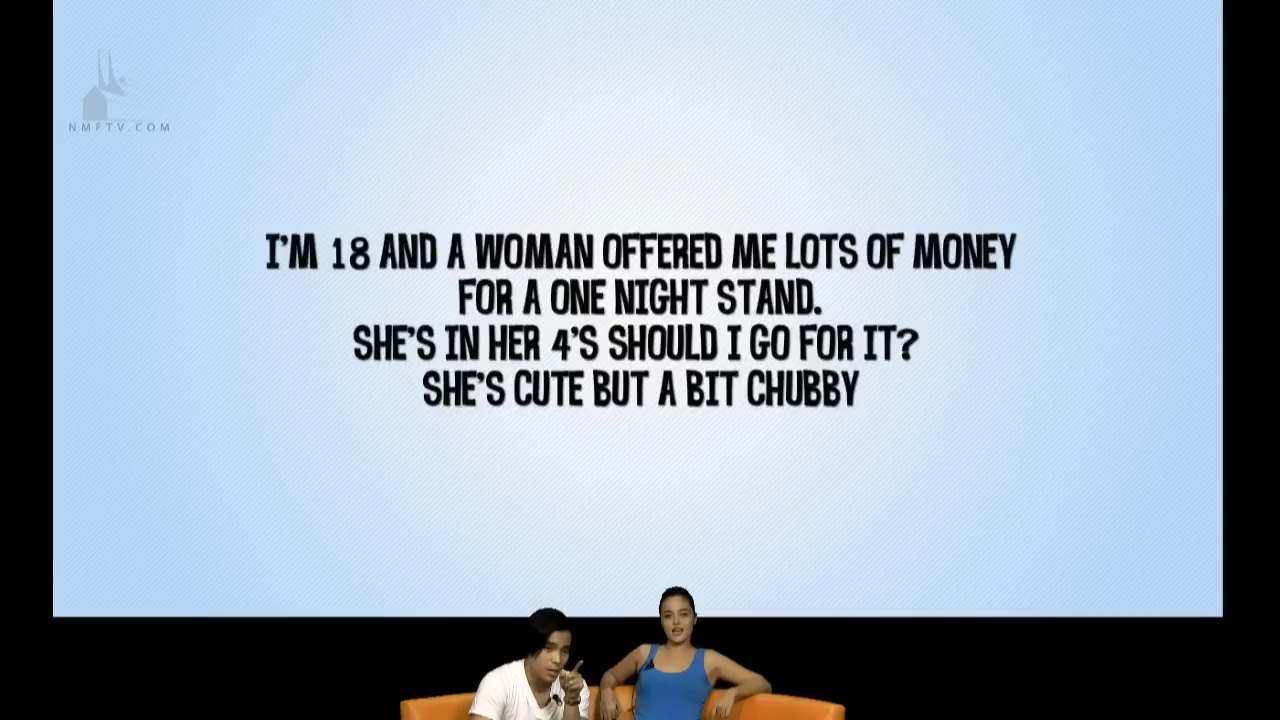 NMFTV.COM
I'M 18 AND A WOMAN OFFERED ME LOTS OF MONEY
FOR A ONE NIGHT STAND.
SHE'S IN HER 4'S SHOULD I GO FOR IT?
SHE'S CUTE BUT A BIT CHUBBY